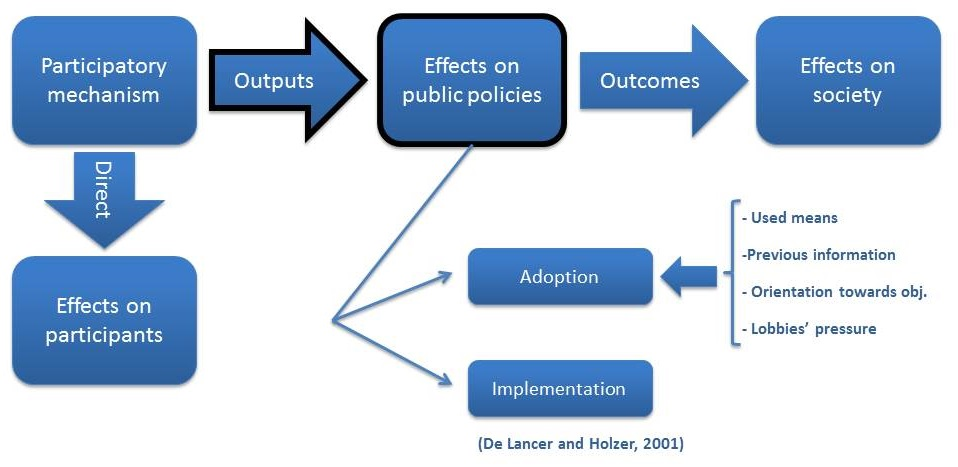 Participatory
mechanism
Outputs
Effects on
public policies
Outcomes
Effects on
society
Direct
Effects on
participants
Adoption
- Used means
-Previous information
- Orientation towards obj.
- Lobbies’ pressure
Implementation
(De Lancer and Holzer, 2001)